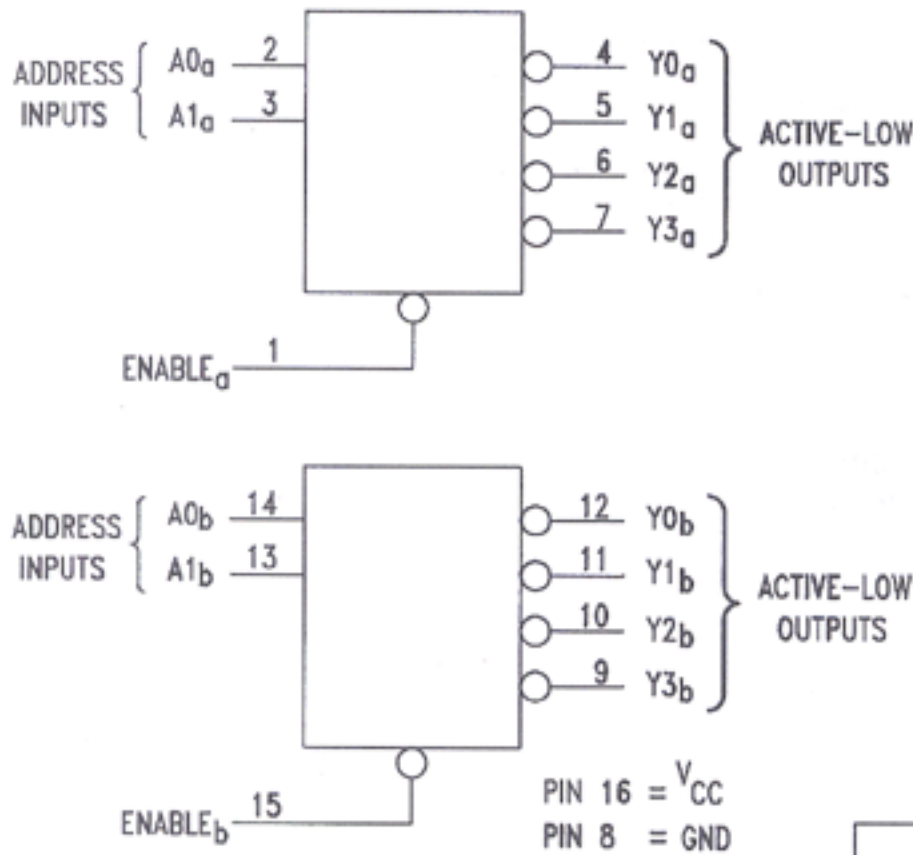 ADDRESS INPUTS
A0a 2
A1a 3
4 Y0a
5 Y1a
6 Y2a
7 Y3a
ACTIVE-LOW OUTPUTS
ENABLEa 1
ADDRESS INPUTS
A0b 14
A1b 13
12 Y0b
11 Y1b
10 Y2b
9 Y3b
ACTIVE-LOW OUTPUTS
ENABLEb 15
PIN 16 = VCC
PIN 8 = GND